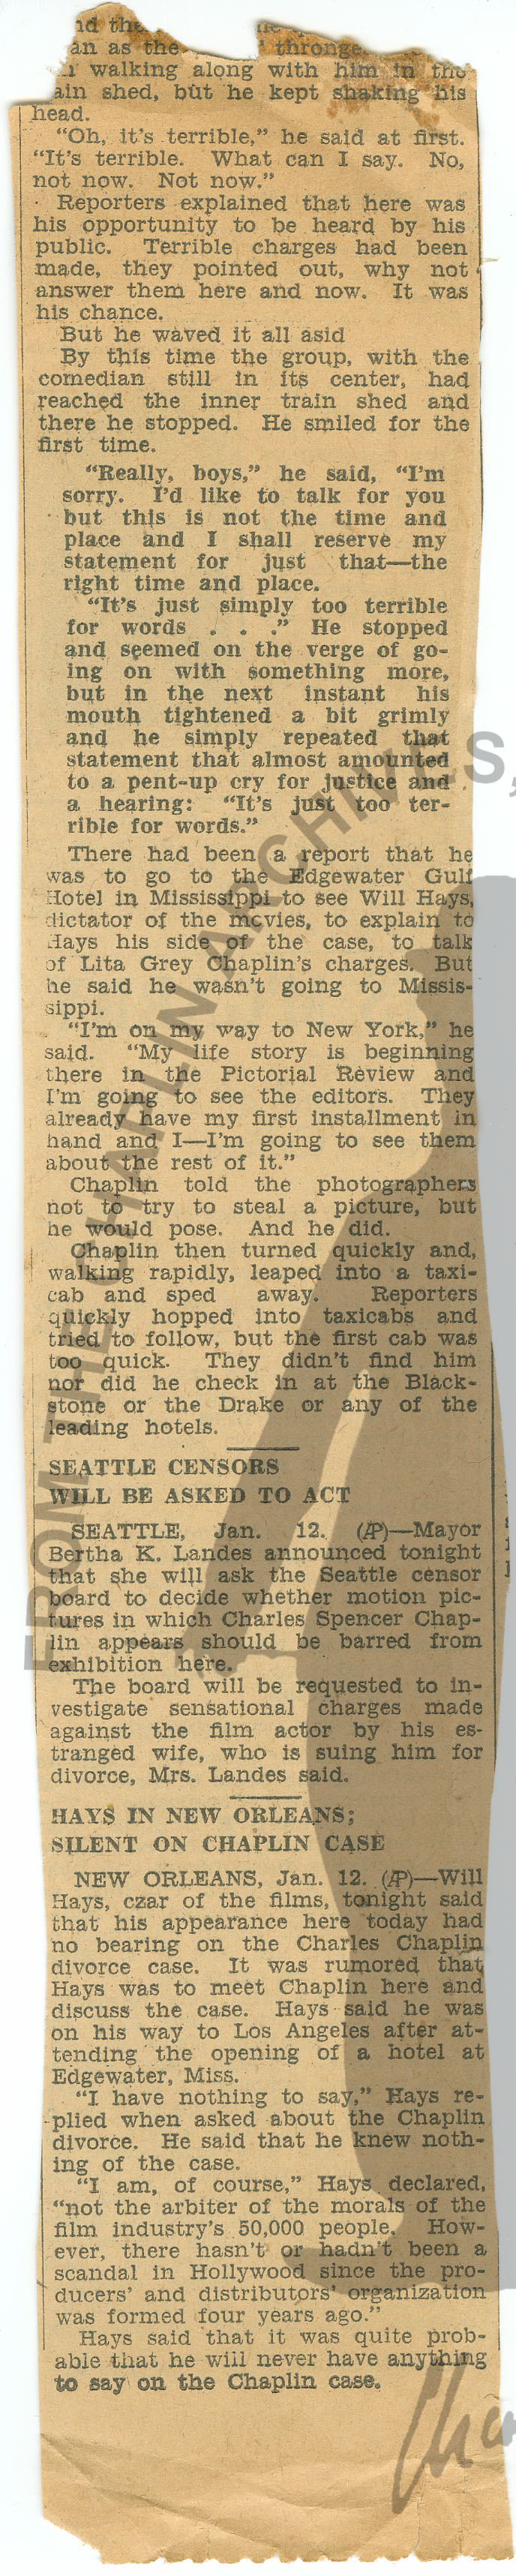 nd the
an as the thronge
walking along with him in the
ain shed, but he kept shaking his
head.
"Oh, it's terrible," he said at first.
"It's terrible. What can I say. No,
not now. Not now."
Reporters explained that here was
his opportunity to be heard by his
public. Terrible charges had been
made, they pointed out, why not
answer them here and now. It was
his chance.
But he waved it all asid
By this time the group, with the
comedian still in its center, had
reached the inner train shed and
there he stopped. He smiled for the
first time.
"Really, boys," he said, "I'm
sorry. I'd like to talk for you
but this is not the time and
place and I shall reserve my
statement for just that—the
right time and place.
"It's just simply too terrible
for words . . ." He stopped
and seemed on the verge of go-
ing on with something more,
but in the next instant his
mouth tightened a bit grimly
and he simply repeated that
statement that almost amounted
to a pent-up cry for justice and
a hearing: "It's just too ter-
rible for words."
There had been a report that he
was to go to the Edgewater Gulf
Hotel in Mississippi to see Will Hays,
dictator of the movies, to explain to
Hays his side of the case, to talk
of Lita Grey Chaplin's charges. But
he said he wasn't going to Missis-
sippi.
"I'm on my way to New York," he
said. "My life story is beginning
there in the Pictorial Review and
I'm going to see the editors. They
already have my first installment in
hand and I—I'm going to see them
about the rest of it."
Chaplin told the photographers
not to try to steal a picture, but
he would pose. And he did.
Chaplin then turned quickly and,
walking rapidly, leaped into a taxi-
cab and sped away. Reporters
quickly hopped into taxicabs and
tried to follow, but the first cab was
too quick. They didn't find him
nor did he check in at the Black-
stone or the Drake or any of the
leading hotels.
SEATTLE CENSORS
WILL BE ASKED TO ACT
SEATTLE, Jan. 12. (AP)—Mayor
Bertha K. Landes announced tonight
that she will ask the Seattle censor
board to decide whether motion pic-
tures in which Charles Spencer Chap-
lin appears should be barred from
exhibition here.
The board will be requested to in-
vestigate sensational charges made
against the film actor by his es-
tranged wife, who is suing him for
divorce, Mrs. Landes said.
HAYS IN NEW ORLEANS;
SILENT ON CHAPLIN CASE
NEW ORLEANS, Jan. 12. (AP)—Will
Hays, czar of the films, tonight said
that his appearance here today had
no bearing on the Charles Chaplin
divorce case. It was rumored that
Hays was to meet Chaplin here and
discuss the case. Hays said he was
on his way to Los Angeles after at-
tending the opening of a hotel at
Edgewater, Miss.
"I have nothing to say," Hays re-
plied when asked about the Chaplin
divorce. He said that he knew noth-
ing of the case.
"I am, of course," Hays declared,
"not the arbiter of the morals of the
film industry's 50,000 people. How-
ever, there hasn't or hadn't been a
scandal in Hollywood since the pro-
ducers' and distributors' organization
was formed four years ago."
Hays said that it was quite prob-
able that he will never have anything
to say on the Chaplin case.
FROM THE CHAPLIN ARCHIVES,